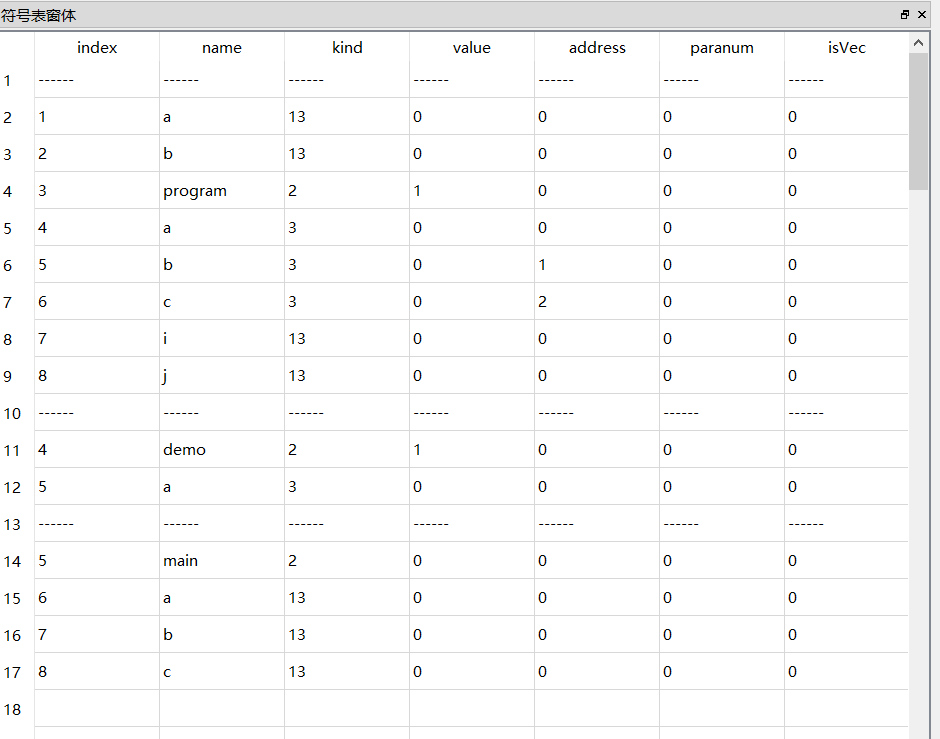 符号表窗体
index name kind value address paranum isVec
1 ------ ------ ------ ------ ------ ------ ------
2 1 a 13 0 0 0 0
3 2 b 13 0 0 0 0
4 3 program 2 1 0 0 0
5 4 a 3 0 0 0 0
6 5 b 3 0 1 0 0
7 6 c 3 0 2 0 0
8 7 i 13 0 0 0 0
9 8 j 13 0 0 0 0
10 ------ ------ ------ ------ ------ ------ ------
11 4 demo 2 1 0 0 0
12 5 a 3 0 0 0 0
13 ------ ------ ------ ------ ------ ------ ------
14 5 main 2 0 0 0 0
15 6 a 13 0 0 0 0
16 7 b 13 0 0 0 0
17 8 c 13 0 0 0 0
18